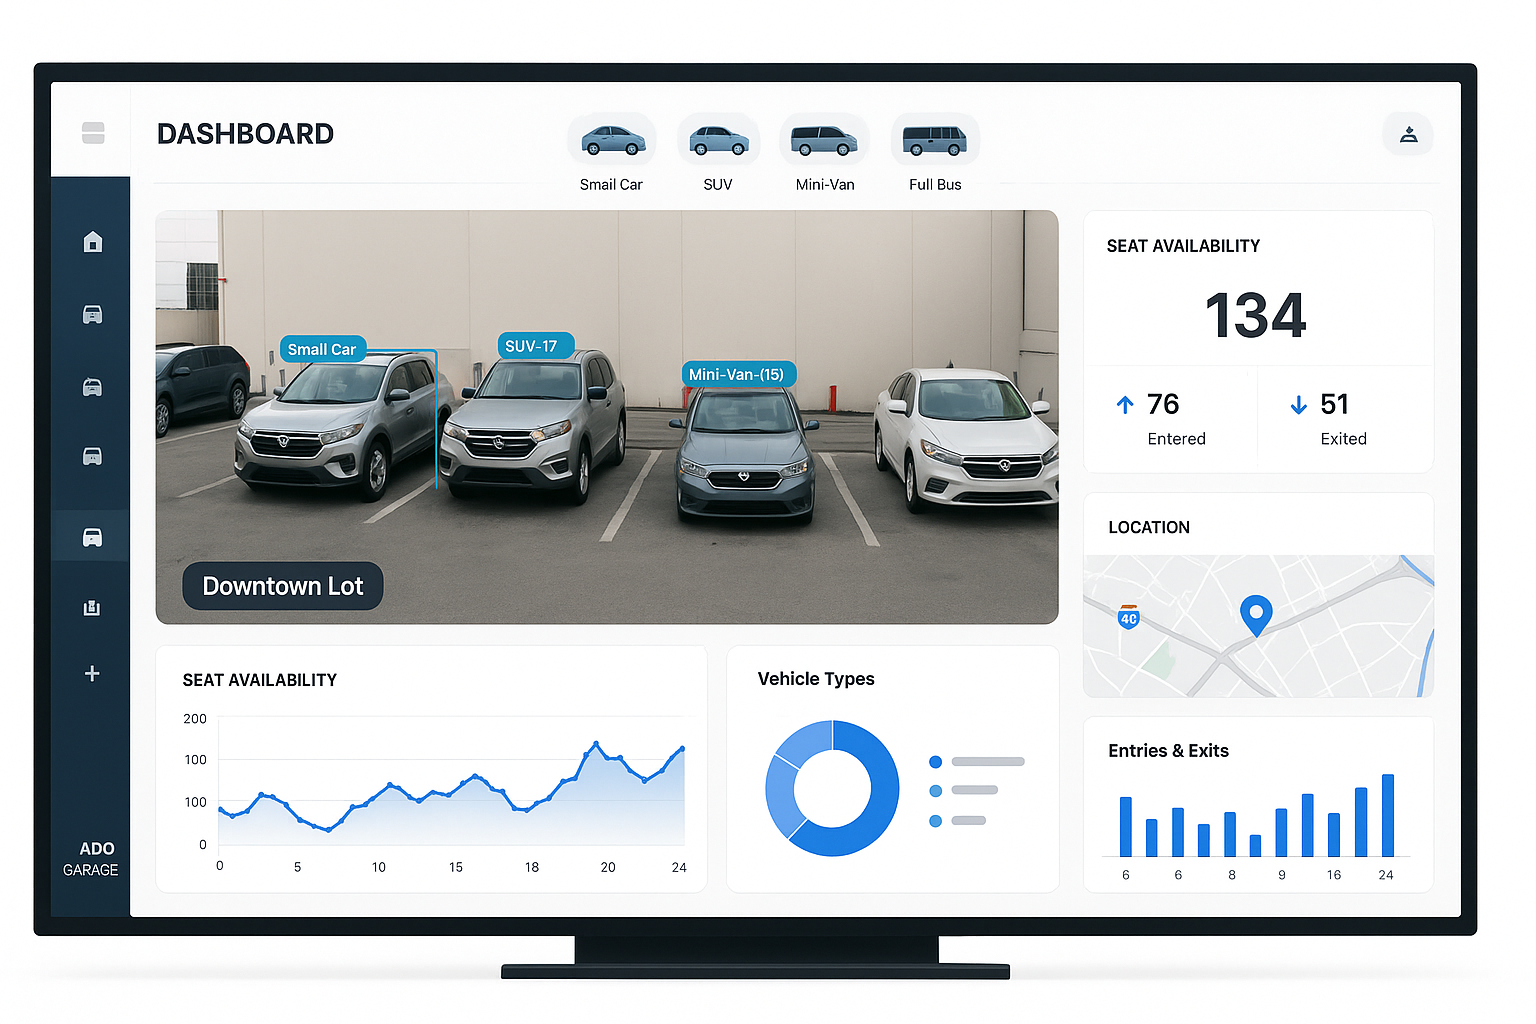 DASHBOARD
Smail Car
SUV
Mini-Van
Full Bus
Small Car
SUV-17
Mini-Van-(15)
Downtown Lot
SEAT AVAILABILITY
134
76
Entered
51
Exited
LOCATION
40
SEAT AVAILABILITY
200
100
100
0
0 5 10 15 18 20 24
Vehicle Types
Entries & Exits
6 6 8 9 16 24
ADO
GARAGE